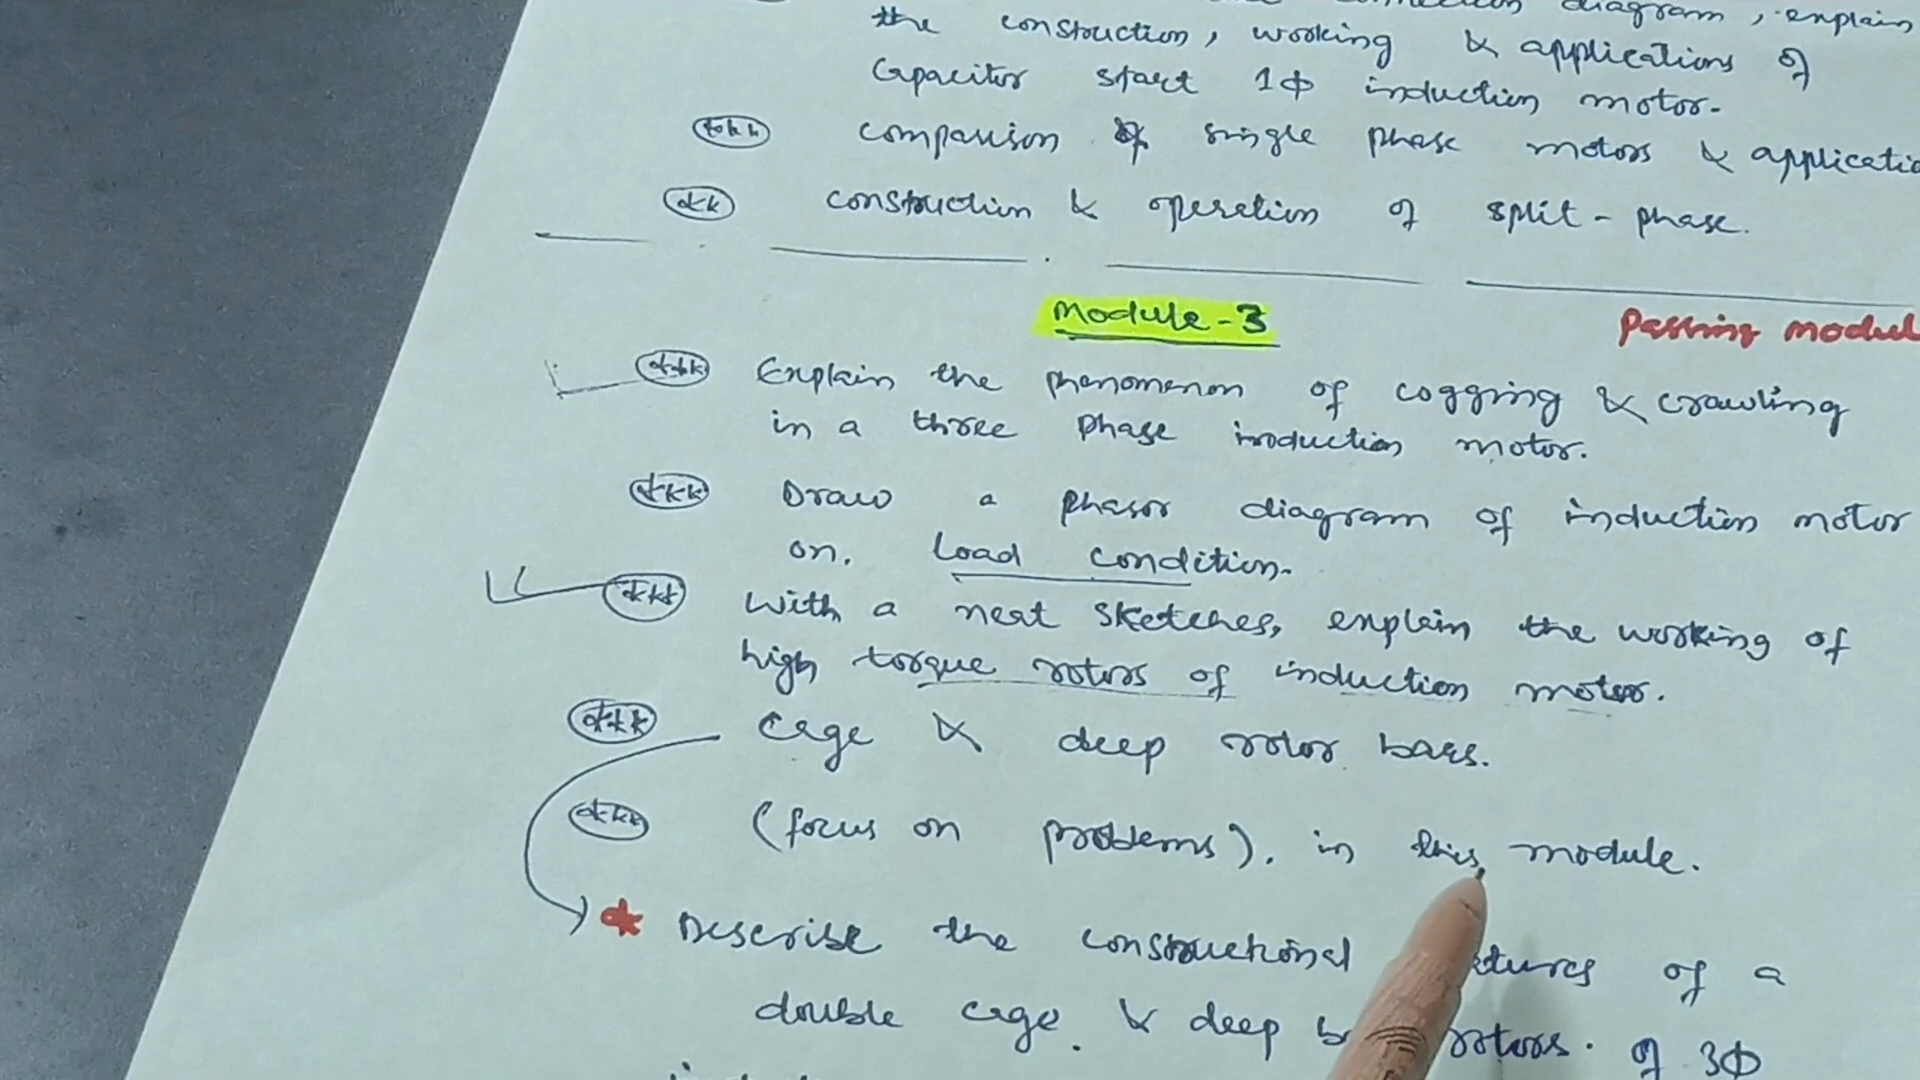 diagram, explain
the construction, working & applications of
Capacitor start 1Φ induction motor.
*** comparision of single phase motors & applicatio
** construction & operation of split-phase.
Module-3
Passing modul
*** Explain the phenomenon of cogging & crawling
in a three phase induction motor.
*** Draw a phasor diagram of induction motor
on. Load condition.
*** With a neat sketches, explain the working of
high torque rotors of induction motor.
*** Cage & deep rotor bars.
*** (focus on problems). in this module.
* Describe the constructional
of a
double cage. & deep rotors. of 3Φ